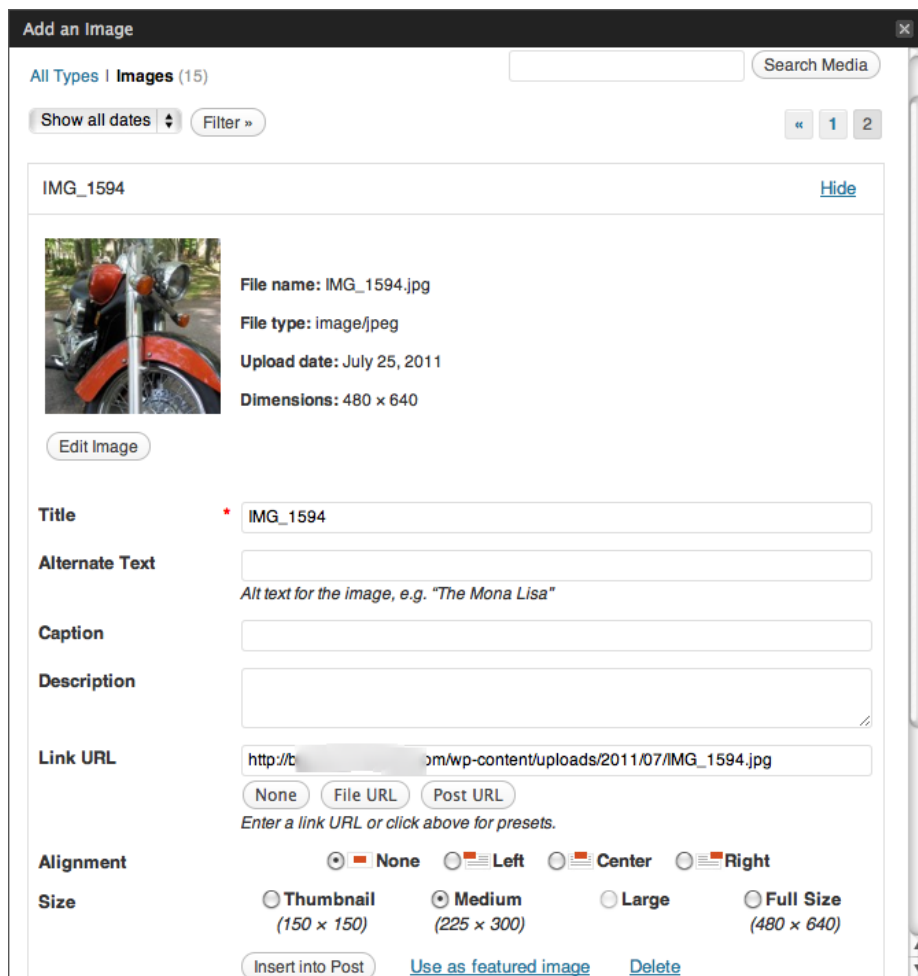 Add an Image
All Types | Images (15)
Search Media
Show all dates Filter »
« 1 2
IMG_1594 Hide
File name: IMG_1594.jpg
File type: image/jpeg
Upload date: July 25, 2011
Dimensions: 480 × 640
Edit Image
Title * IMG_1594
Alternate Text
Alt text for the image, e.g. “The Mona Lisa”
Caption
Description
Link URL http://b om/wp-content/uploads/2011/07/IMG_1594.jpg
None File URL Post URL
Enter a link URL or click above for presets.
Alignment None Left Center Right
Size Thumbnail Medium Large Full Size
(150 × 150) (225 × 300) (480 × 640)
Insert into Post Use as featured image Delete